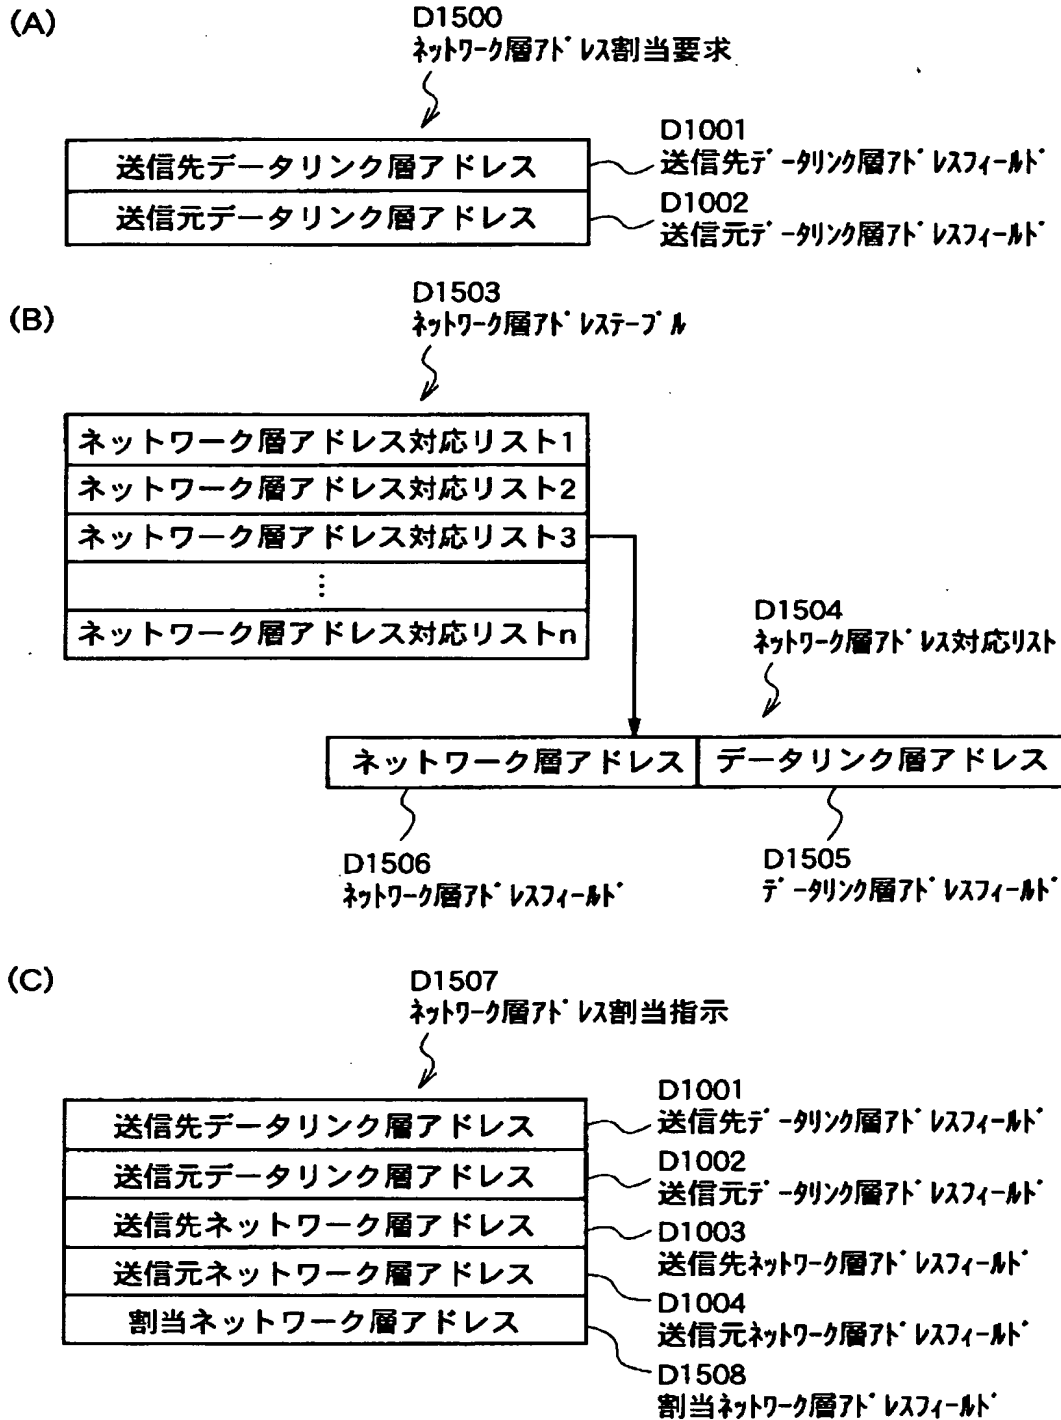 (A)
D1500
ネットワーク層アドレス割当要求
送信先データリンク層アドレス
D1001
送信先データリンク層アドレスフィールド
送信元データリンク層アドレス
D1002
送信元データリンク層アドレスフィールド
(B)
D1503
ネットワーク層アドレステーブル
ネットワーク層アドレス対応リスト1
ネットワーク層アドレス対応リスト2
ネットワーク層アドレス対応リスト3
⋮
ネットワーク層アドレス対応リストn
D1504
ネットワーク層アドレス対応リスト
ネットワーク層アドレス データリンク層アドレス
D1506
ネットワーク層アドレスフィールド
D1505
データリンク層アドレスフィールド
(C)
D1507
ネットワーク層アドレス割当指示
送信先データリンク層アドレス
D1001
送信先データリンク層アドレスフィールド
送信元データリンク層アドレス
D1002
送信元データリンク層アドレスフィールド
送信先ネットワーク層アドレス
D1003
送信先ネットワーク層アドレスフィールド
送信元ネットワーク層アドレス
D1004
送信元ネットワーク層アドレスフィールド
割当ネットワーク層アドレス
D1508
割当ネットワーク層アドレスフィールド